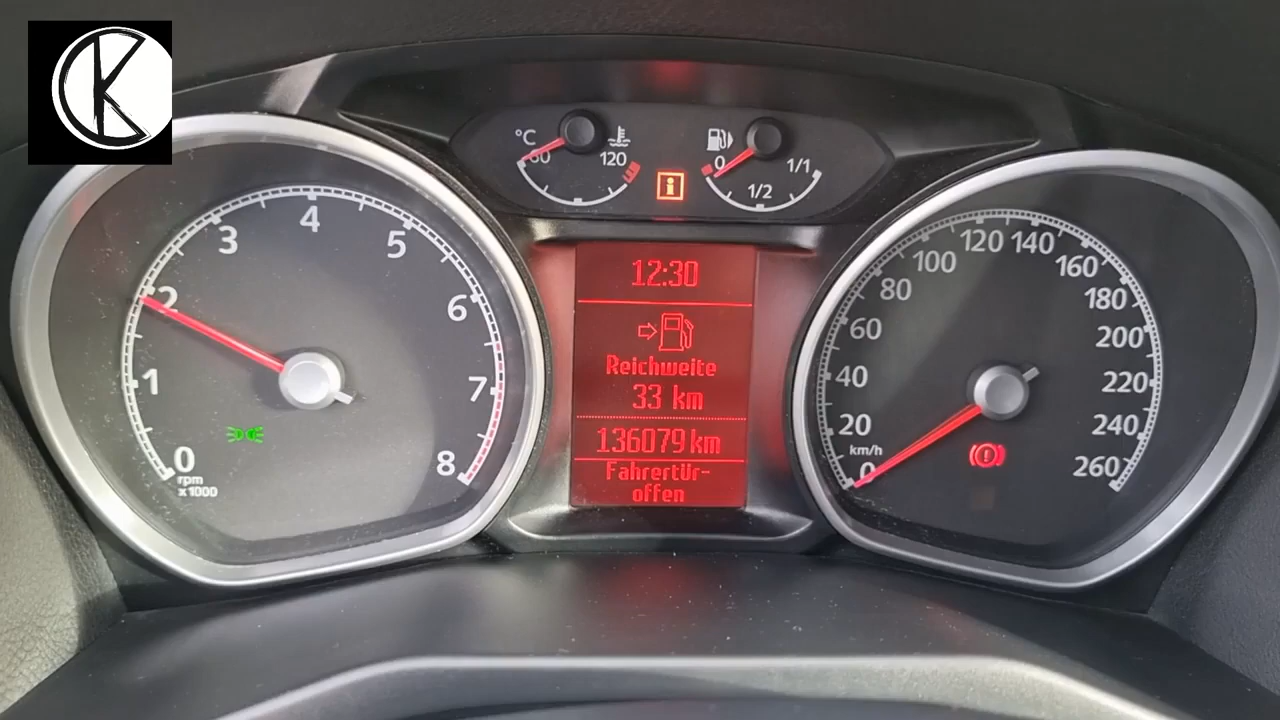 K
°C
60
120
0
1/2
1/1
i
0
1
2
3
4
5
6
7
8
rpm
x1000
12:30
Reichweite
33 km
136079 km
Fahrertür-
offen
0
20
40
60
80
100
120
140
160
180
200
220
240
260
km/h